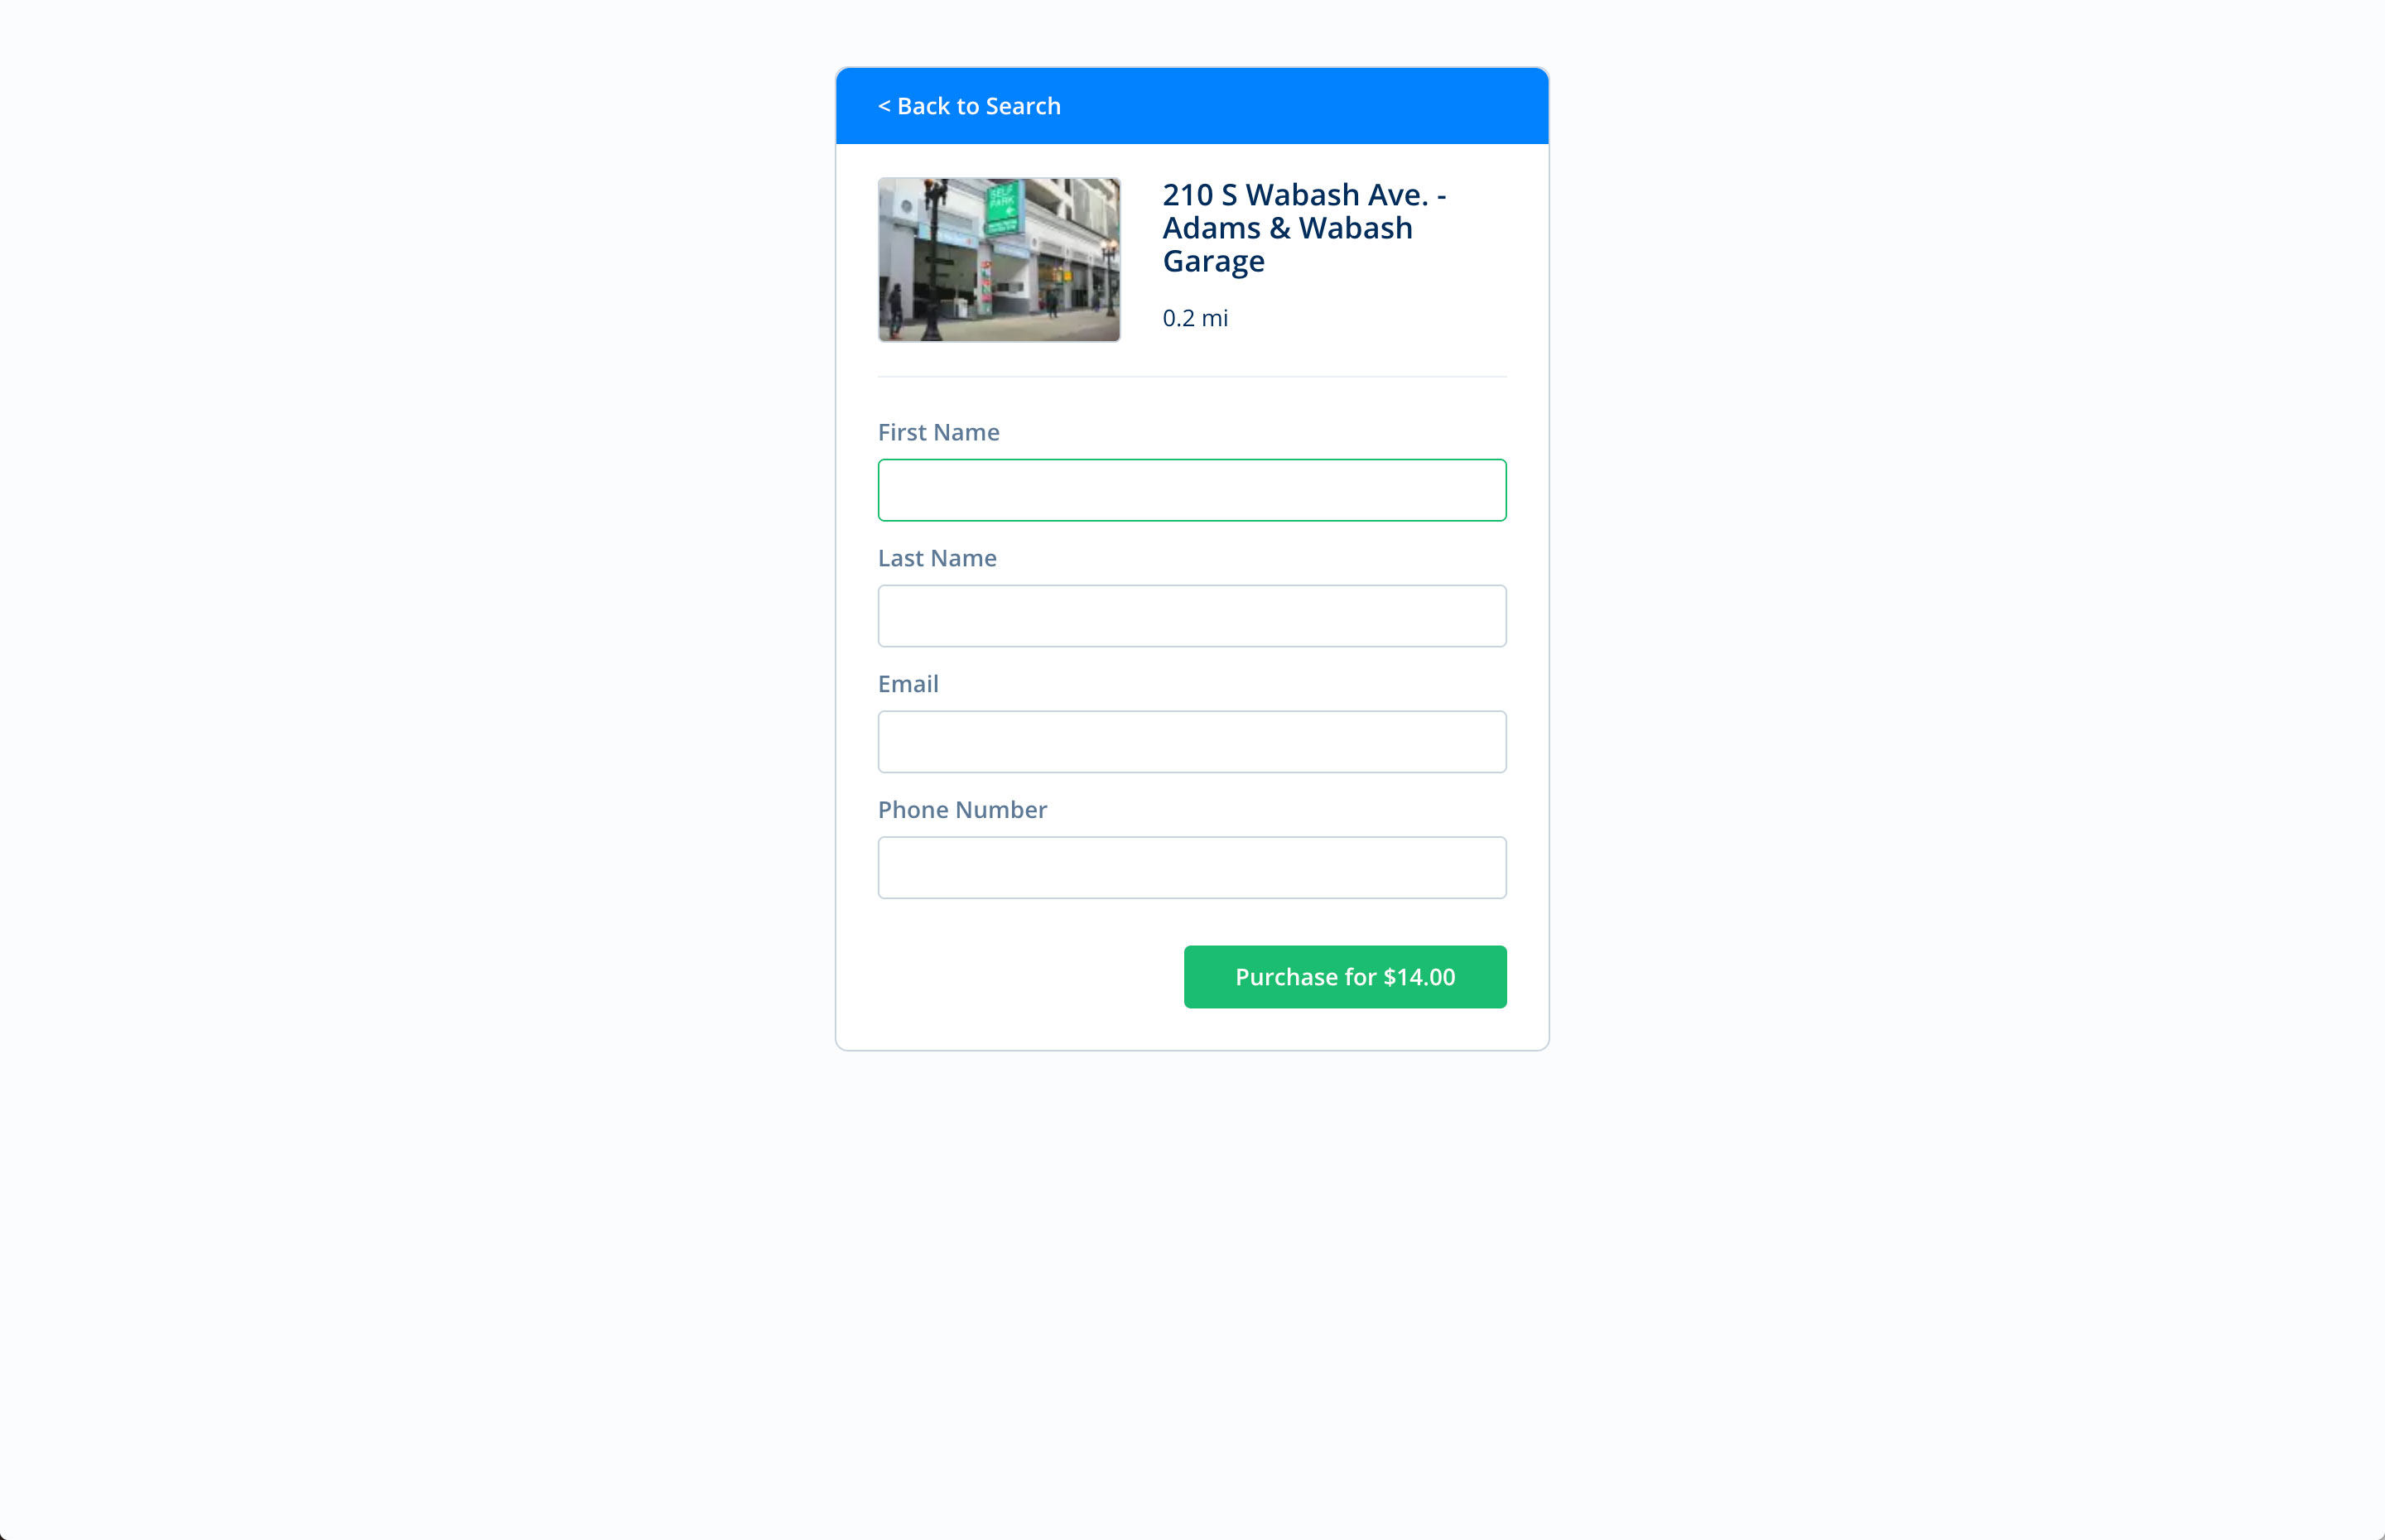 < Back to Search
SELF
PARK
210 S Wabash Ave. -
Adams & Wabash
Garage
0.2 mi
First Name
Last Name
Email
Phone Number
Purchase for $14.00